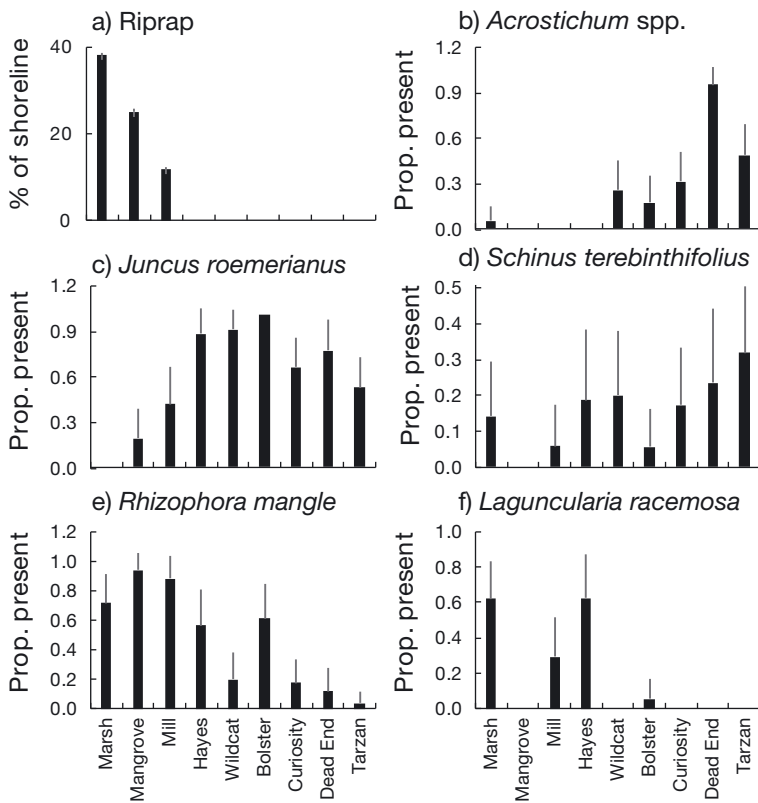 a) Riprap
% of shoreline
40
20
0
b) Acrostichum spp.
Prop. present
1.2
0.9
0.6
0.3
0.0
c) Juncus roemerianus
Prop. present
1.2
0.9
0.6
0.3
0.0
d) Schinus terebinthifolius
Prop. present
0.5
0.4
0.3
0.2
0.1
0.0
e) Rhizophora mangle
Prop. present
1.2
1.0
0.8
0.6
0.4
0.2
0.0
Marsh
Mangrove
Mill
Hayes
Wildcat
Bolster
Curiosity
Dead End
Tarzan
f) Laguncularia racemosa
Prop. present
1.0
0.8
0.6
0.4
0.2
0.0
Marsh
Mangrove
Mill
Hayes
Wildcat
Bolster
Curiosity
Dead End
Tarzan